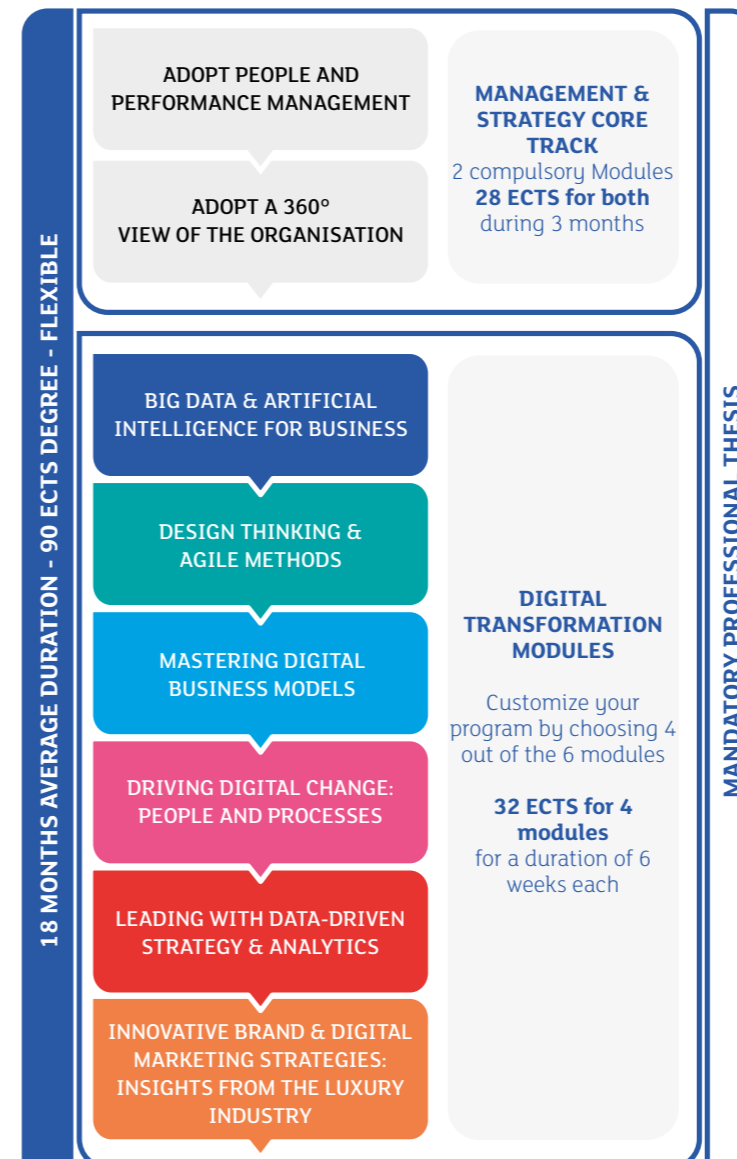 18 MONTHS AVERAGE DURATION - 90 ECTS DEGREE - FLEXIBLE
ADOPT PEOPLE AND
PERFORMANCE MANAGEMENT
ADOPT A 360º
VIEW OF THE ORGANISATION
MANAGEMENT &
STRATEGY CORE
TRACK
2 compulsory Modules
28 ECTS for both
during 3 months
BIG DATA & ARTIFICIAL
INTELLIGENCE FOR BUSINESS
DESIGN THINKING &
AGILE METHODS
MASTERING DIGITAL
BUSINESS MODELS
DRIVING DIGITAL CHANGE:
PEOPLE AND PROCESSES
LEADING WITH DATA-DRIVEN
STRATEGY & ANALYTICS
INNOVATIVE BRAND & DIGITAL
MARKETING STRATEGIES:
INSIGHTS FROM THE LUXURY
INDUSTRY
DIGITAL
TRANSFORMATION
MODULES
Customize your
program by choosing 4
out of the 6 modules
32 ECTS for 4
modules
for a duration of 6
weeks each
MANDATORY PROFESSIONAL THESIS